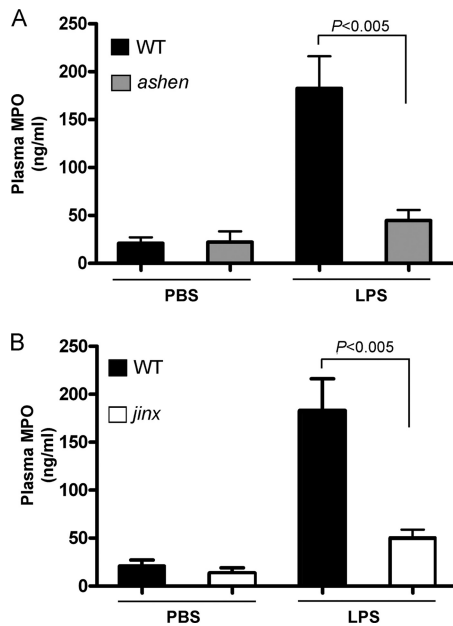 A
WT
ashen
P<0.005
Plasma MPO
(ng/ml)
250
200
150
100
50
0
PBS
LPS
B
WT
jinx
P<0.005
Plasma MPO
(ng/ml)
250
200
150
100
50
0
PBS
LPS